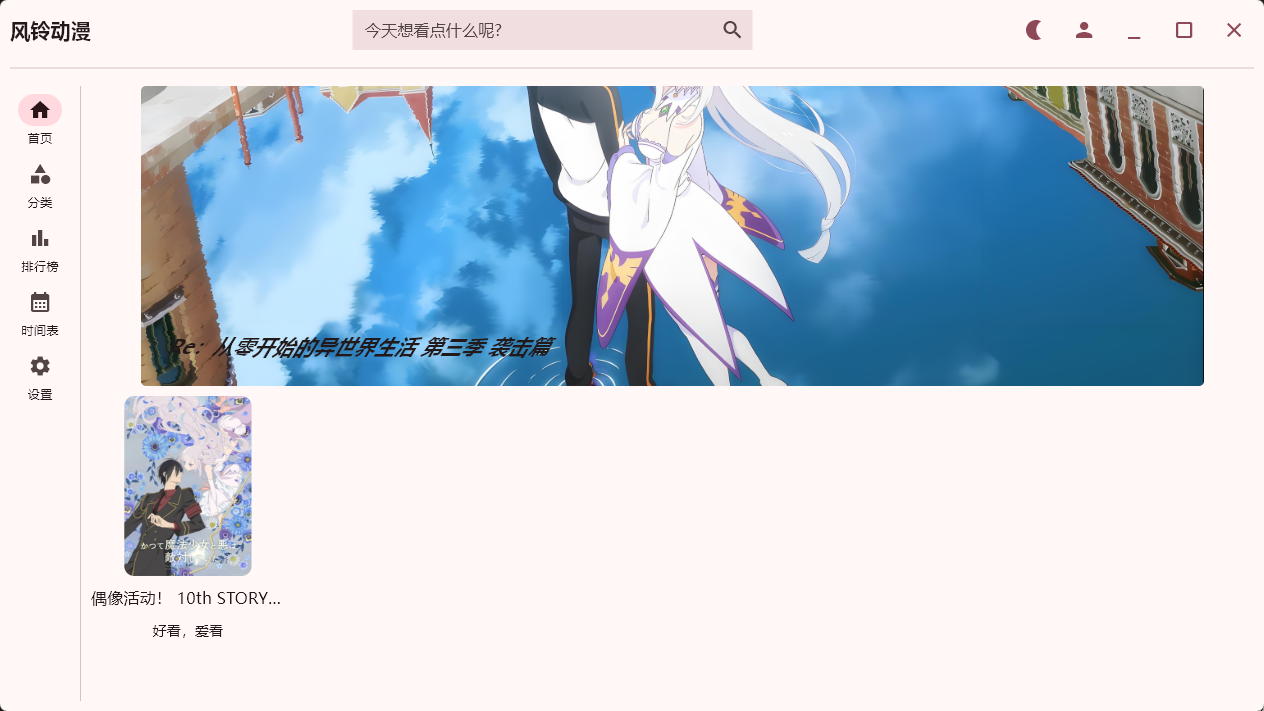 风铃动漫
今天想看点什么呢?
首页
分类
排行榜
时间表
设置
Re：从零开始的异世界生活 第三季 袭击篇
かつて魔法少女と悪は
敵対していた。
偶像活动！ 10th STORY...
好看，爱看